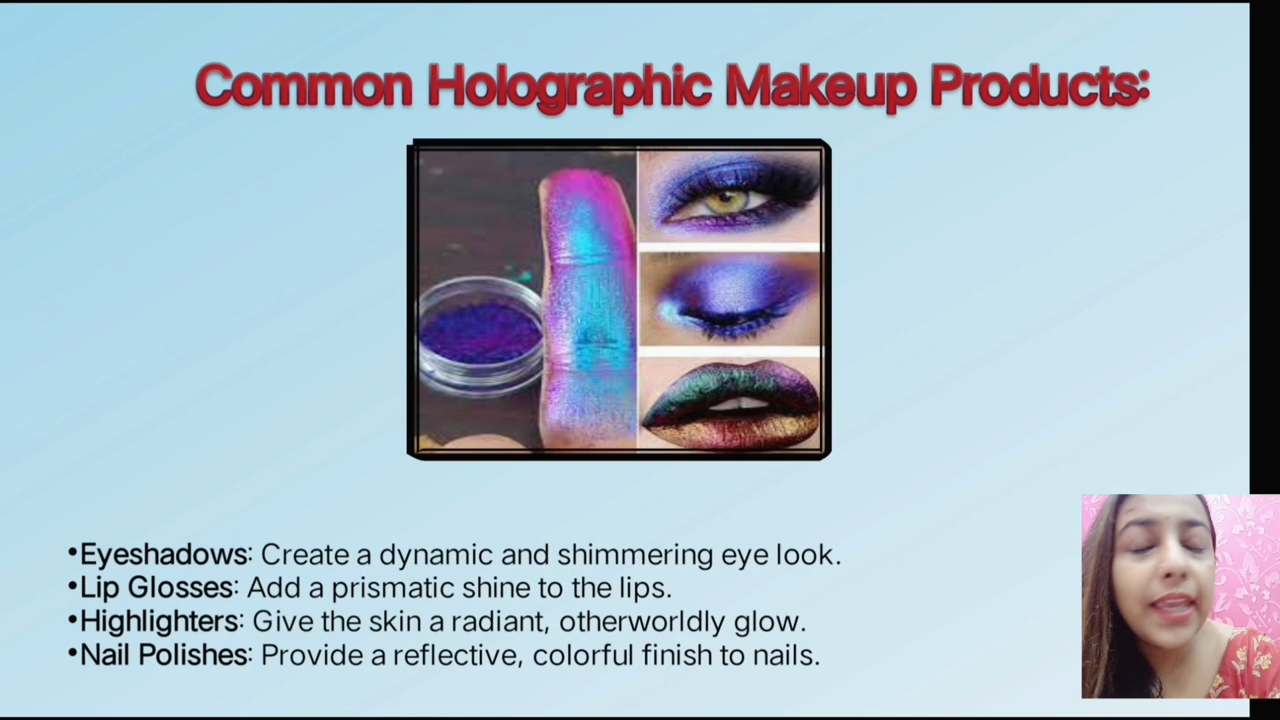 Common Holographic Makeup Products:
•Eyeshadows: Create a dynamic and shimmering eye look.
•Lip Glosses: Add a prismatic shine to the lips.
•Highlighters: Give the skin a radiant, otherworldly glow.
•Nail Polishes: Provide a reflective, colorful finish to nails.